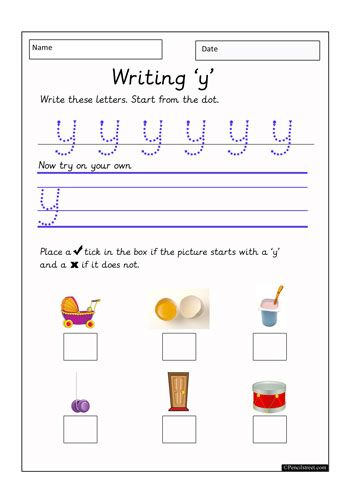 Name
Date
Writing ‘y’
Write these letters. Start from the dot.
y y y y y y
Now try on your own
y
Place a ✔ tick in the box if the picture starts with a ‘y’
and a ✖ if it does not.
©Pencilstreet.com